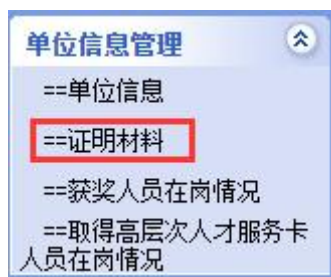 单位信息管理
==单位信息
==证明材料
==获奖人员在岗情况
==取得高层次人才服务卡
人员在岗情况